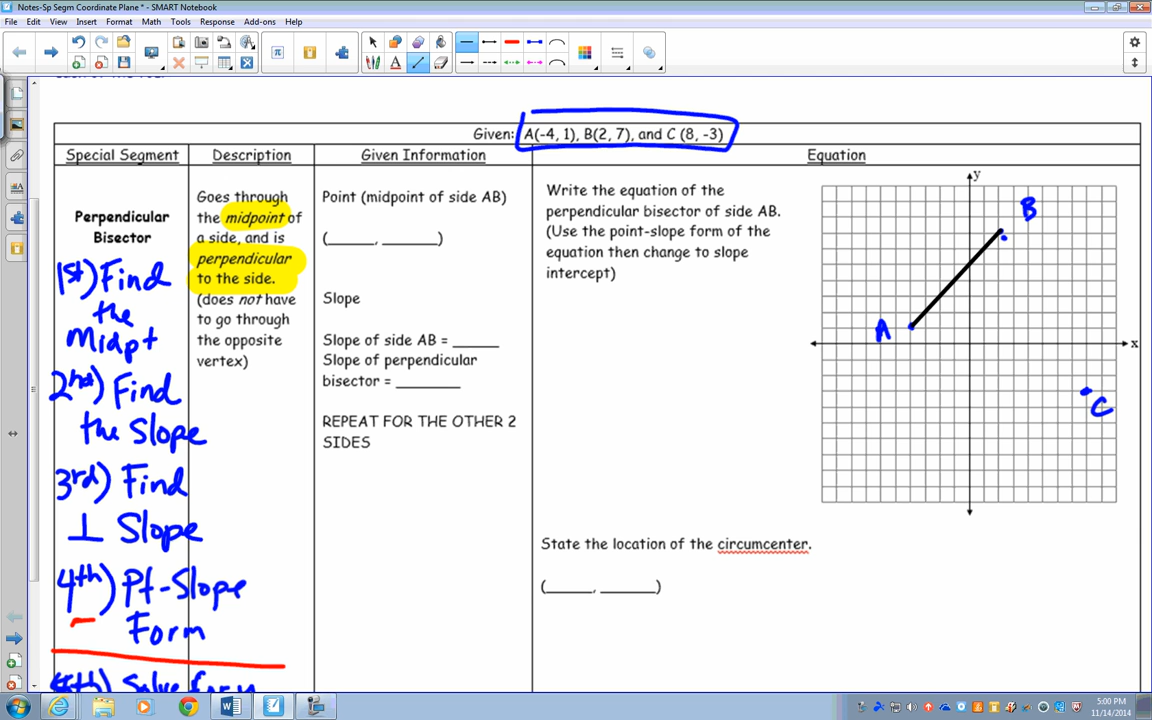 Notes-Sp Segm Coordinate Plane * - SMART Notebook
File Edit View Insert Format Math Tools Response Add-ons Help
Given: A(-4, 1), B(2, 7), and C (8, -3)
Special Segment Description Given Information Equation
Perpendicular
Bisector
1st) Find
the
Midpt
2nd) Find
the Slope
3rd) Find
⊥ Slope
4th) Pt-Slope
Form
Goes through
the midpoint of
a side, and is
perpendicular
to the side.
(does not have
to go through
the opposite
vertex)
Point (midpoint of side AB)
(_____, ______)
Slope
Slope of side AB = _____
Slope of perpendicular
bisector = _______
REPEAT FOR THE OTHER 2
SIDES
Write the equation of the
perpendicular bisector of side AB.
(Use the point-slope form of the
equation then change to slope
intercept)
y
B
A
x
C
State the location of the circumcenter.
(_____, ______)
5:00 PM
11/14/2014